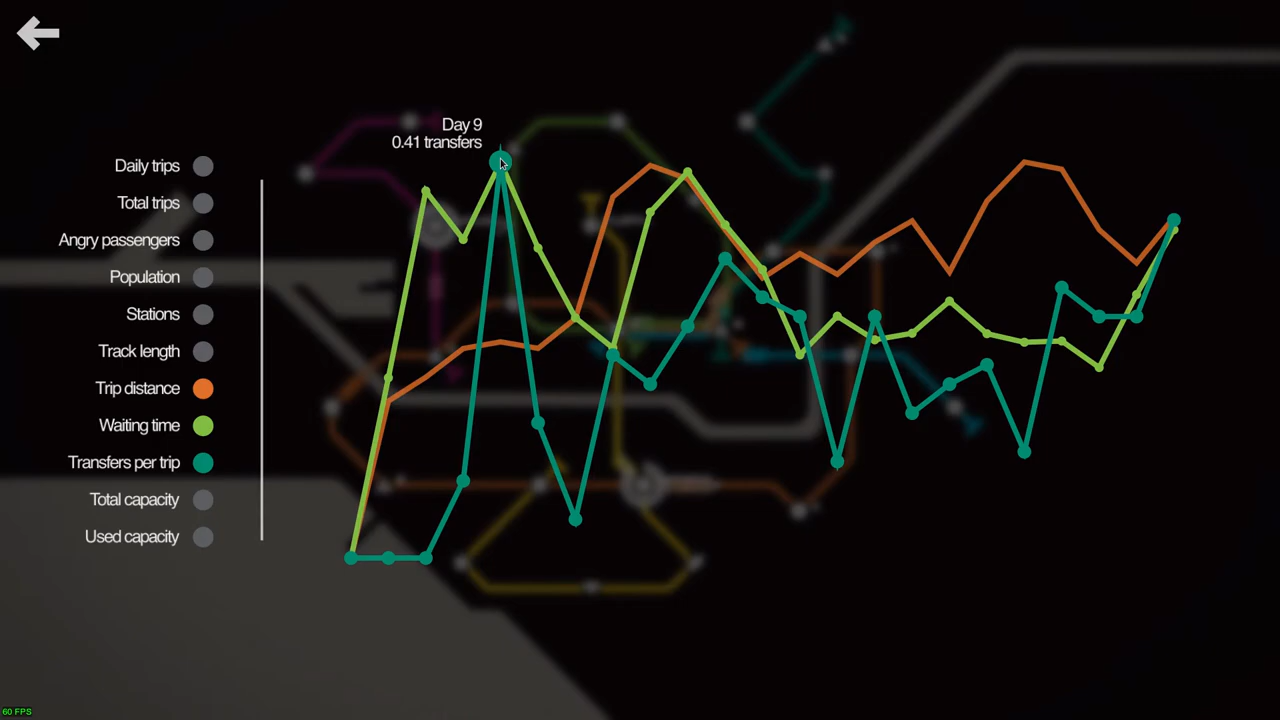 Day 9
0.41 transfers
Daily trips
Total trips
Angry passengers
Population
Stations
Track length
Trip distance
Waiting time
Transfers per trip
Total capacity
Used capacity
60 FPS